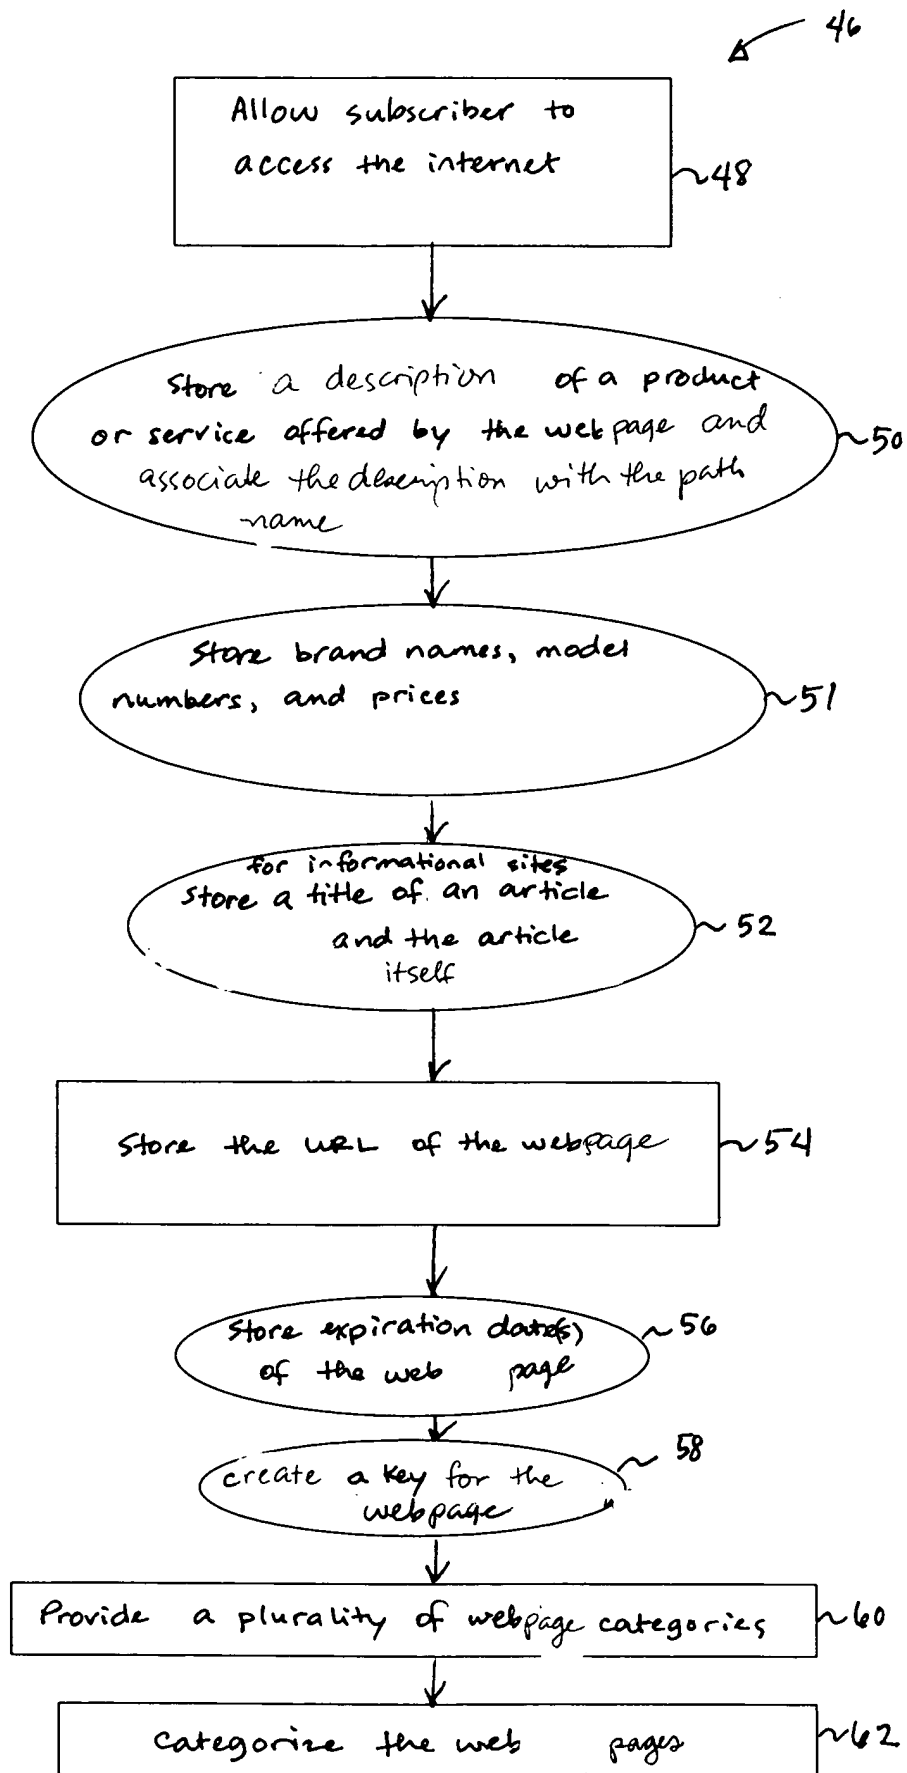 46
Allow subscriber to
access the internet
48
Store a description of a product
or service offered by the webpage and
associate the description with the path
name
50
Store brand names, model
numbers, and prices
51
for informational sites
Store a title of an article
and the article
itself
52
Store the URL of the webpage
54
Store expiration date(s)
of the web page
56
create a key for the
webpage
58
Provide a plurality of webpage categories
60
Categorize the web pages
62